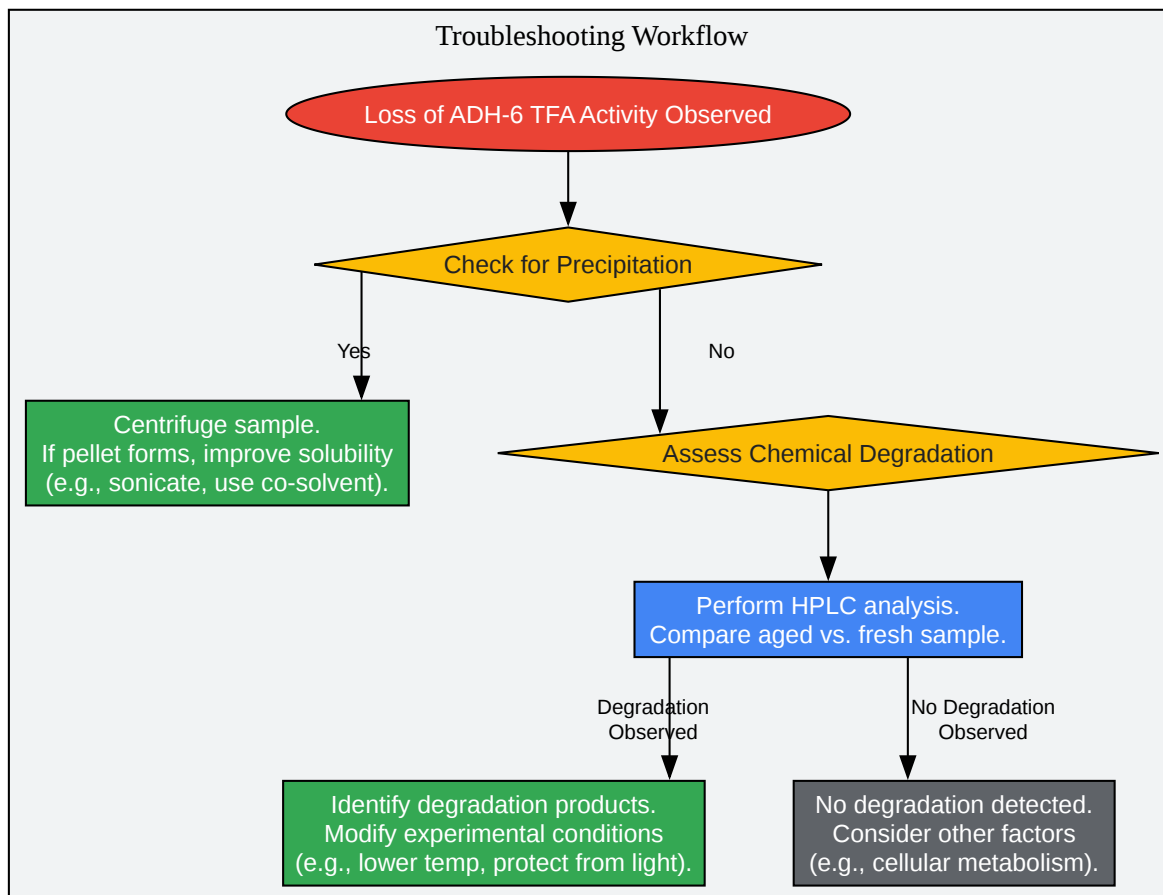 Troubleshooting Workflow
Loss of ADH-6 TFA Activity Observed
Check for Precipitation
Yes
No
Centrifuge sample.
If pellet forms, improve solubility
(e.g., sonicate, use co-solvent).
Assess Chemical Degradation
Perform HPLC analysis.
Compare aged vs. fresh sample.
Degradation
Observed
No Degradation
Observed
Identify degradation products.
Modify experimental conditions
(e.g., lower temp, protect from light).
No degradation detected.
Consider other factors
(e.g., cellular metabolism).